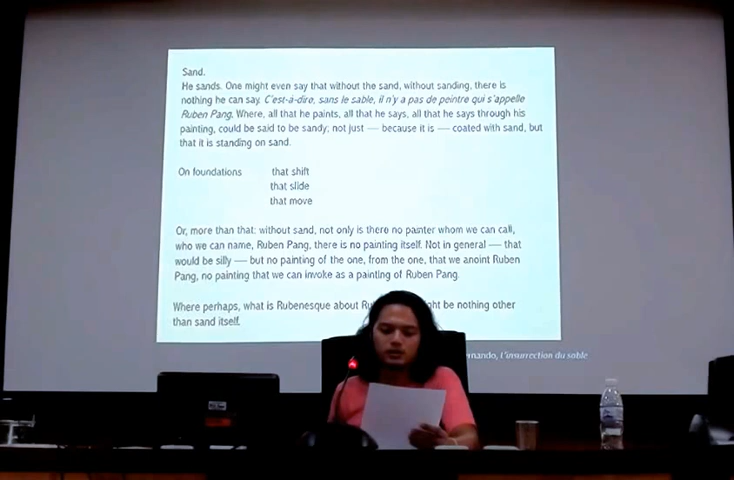 Sand.
He sands. One might even say that without the sand, without sanding, there is
nothing he can say. C'est-à-dire, sans le sable, il n'y a pas de peintre qui s'appelle
Ruben Pang. Where, all that he paints, all that he says, all that he says through his
painting, could be said to be sandy; not just — because it is — coated with sand, but
that it is standing on sand.
On foundations that shift
that slide
that move
Or, more than that: without sand, not only is there no painter whom we can call,
who we can name, Ruben Pang, there is no painting itself. Not in general — that
would be silly — but no painting of the one, from the one, that we anoint Ruben
Pang, no painting that we can invoke as a painting of Ruben Pang.
Where perhaps, what is Rubenesque about Ru ght be nothing other
than sand itself.
rnando, l'insurrection du sable